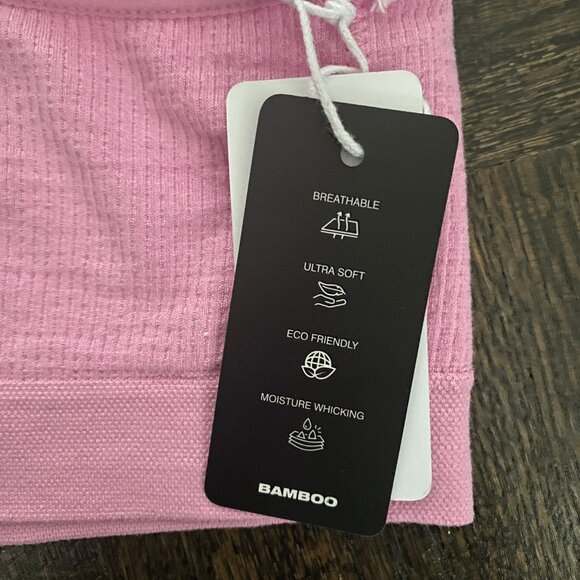 BREATHABLE
ULTRA SOFT
ECO FRIENDLY
MOISTURE WHICKING
BAMBOO